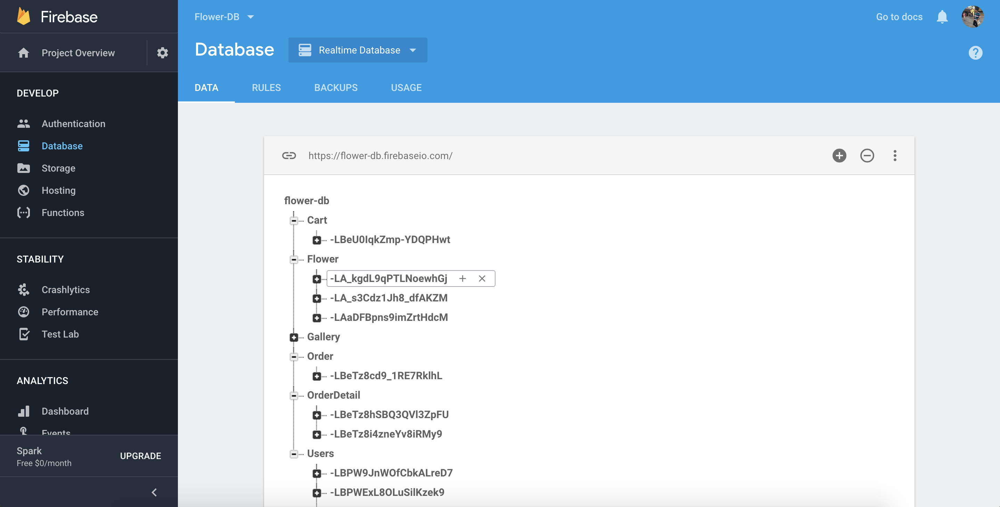 Firebase
Project Overview
DEVELOP
Authentication
Database
Storage
Hosting
Functions
STABILITY
Crashlytics
Performance
Test Lab
ANALYTICS
Dashboard
Events
Spark
Free $0/month
UPGRADE
Flower-DB
Go to docs
Database
Realtime Database
DATA RULES BACKUPS USAGE
https://flower-db.firebaseio.com/
flower-db
Cart
-LBeU0IqkZmp-YDQPHwt
Flower
-LA_kgdL9qPTLNoewhGj
-LA_s3Cdz1Jh8_dfAKZM
-LAaDFBpns9imZrtHdcM
Gallery
Order
-LBeTz8cd9_1RE7RklhL
OrderDetail
-LBeTz8hSBQ3QVl3ZpFU
-LBeTz8i4zneYv8iRMy9
Users
-LBPW9JnWOfCbkALreD7
-LBPWExL8OLuSilKzek9